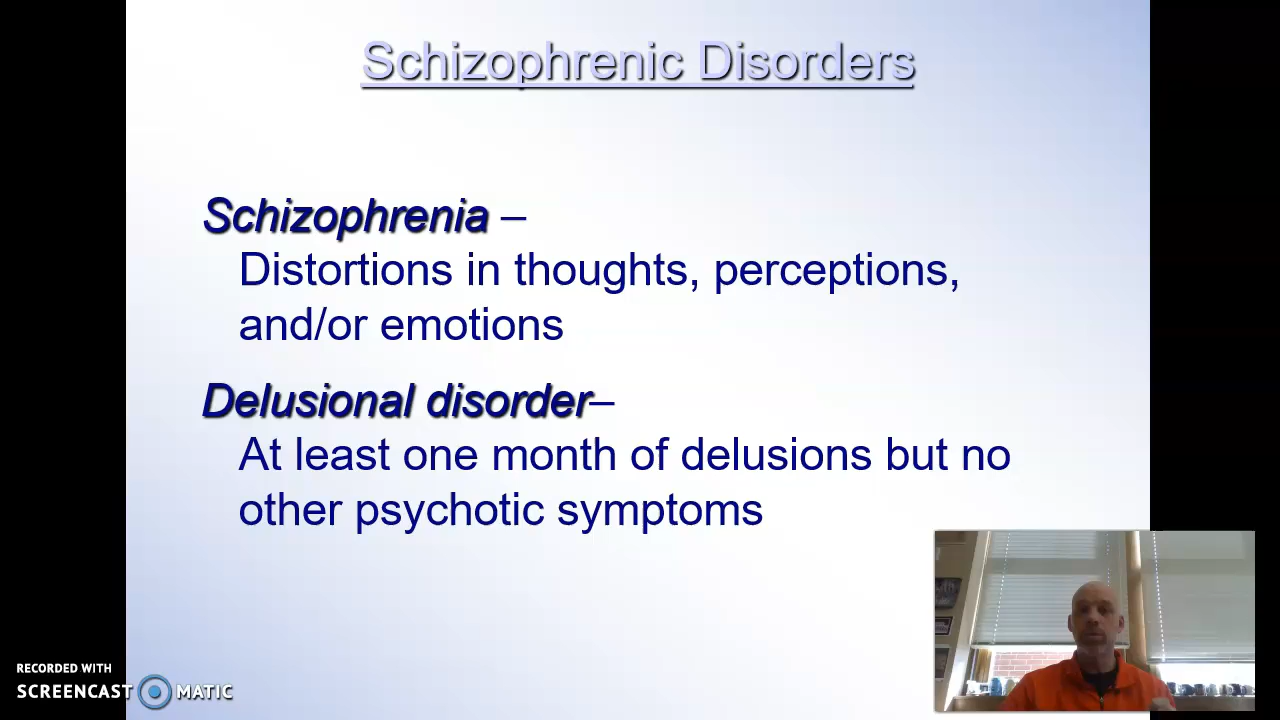 Schizophrenic Disorders
Schizophrenia –
Distortions in thoughts, perceptions,
and/or emotions
Delusional disorder–
At least one month of delusions but no
other psychotic symptoms
RECORDED WITH
SCREENCAST MATIC